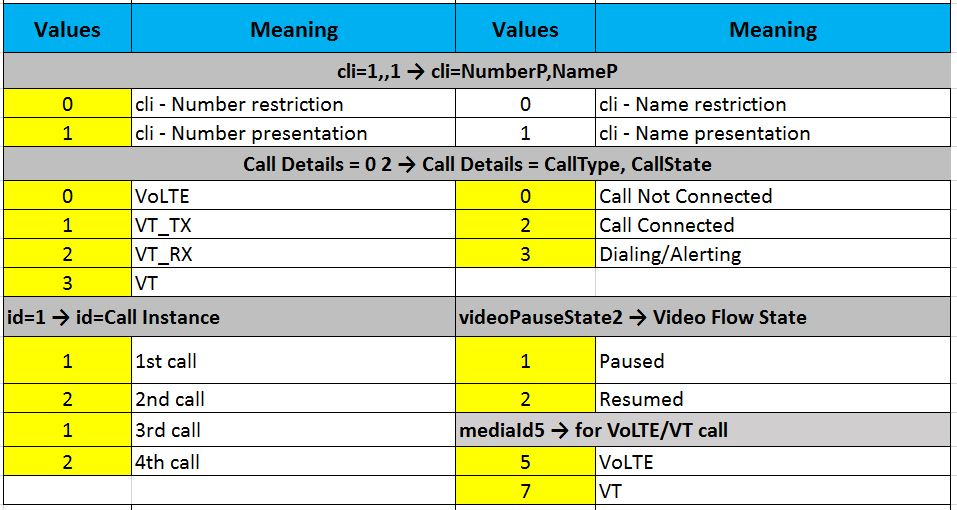 Values Meaning Values Meaning
cli=1,,1 → cli=NumberP,NameP
0 cli - Number restriction 0 cli - Name restriction
1 cli - Number presentation 1 cli - Name presentation
Call Details = 0 2 → Call Details = CallType, CallState
0 VoLTE 0 Call Not Connected
1 VT_TX 2 Call Connected
2 VT_RX 3 Dialing/Alerting
3 VT
id=1 → id=Call Instance videoPauseState2 → Video Flow State
1 1st call 1 Paused
2 2nd call 2 Resumed
1 3rd call mediaId5 → for VoLTE/VT call
2 4th call 5 VoLTE
7 VT